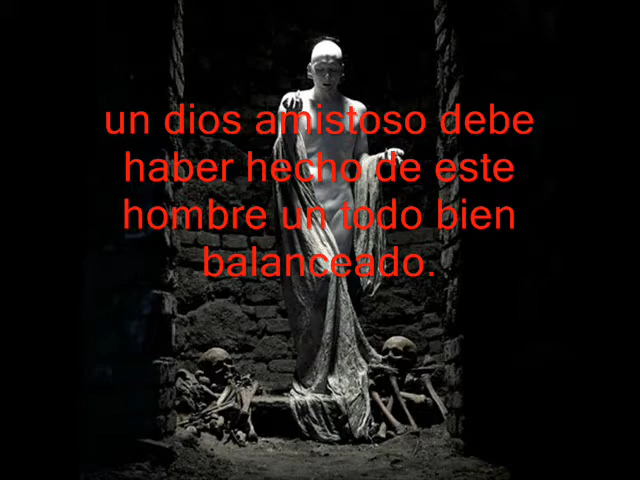 un dios amistoso debe
haber hecho de este
hombre un todo bien
balanceado.